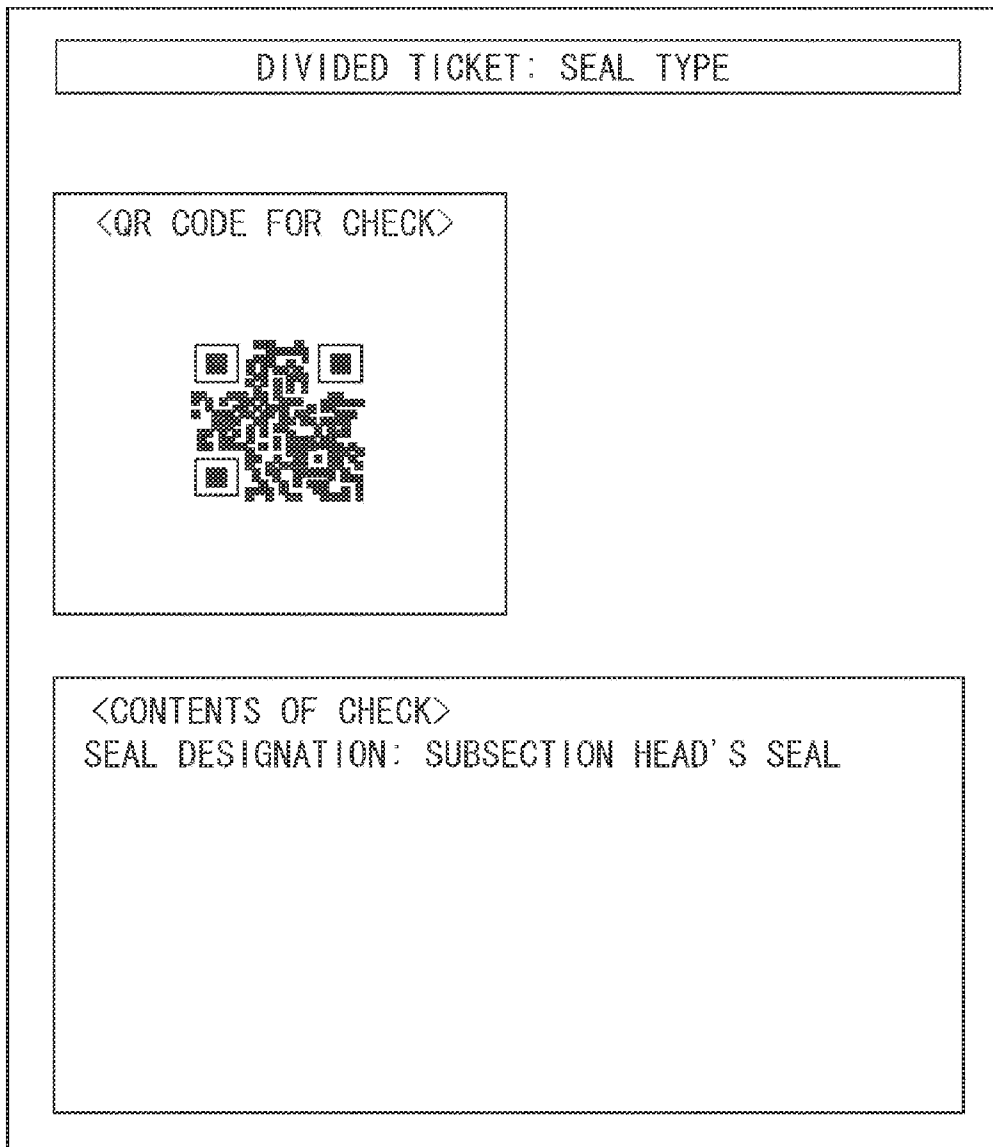 DIVIDED TICKET: SEAL TYPE
<QR CODE FOR CHECK>
<CONTENTS OF CHECK>
SEAL DESIGNATION: SUBSECTION HEAD'S SEAL